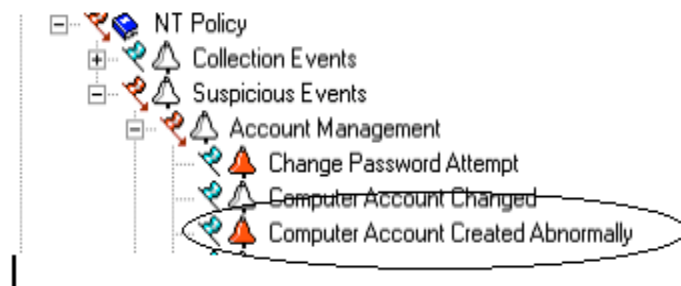 NT Policy
Collection Events
Suspicious Events
Account Management
Change Password Attempt
Computer Account Changed
Computer Account Created Abnormally